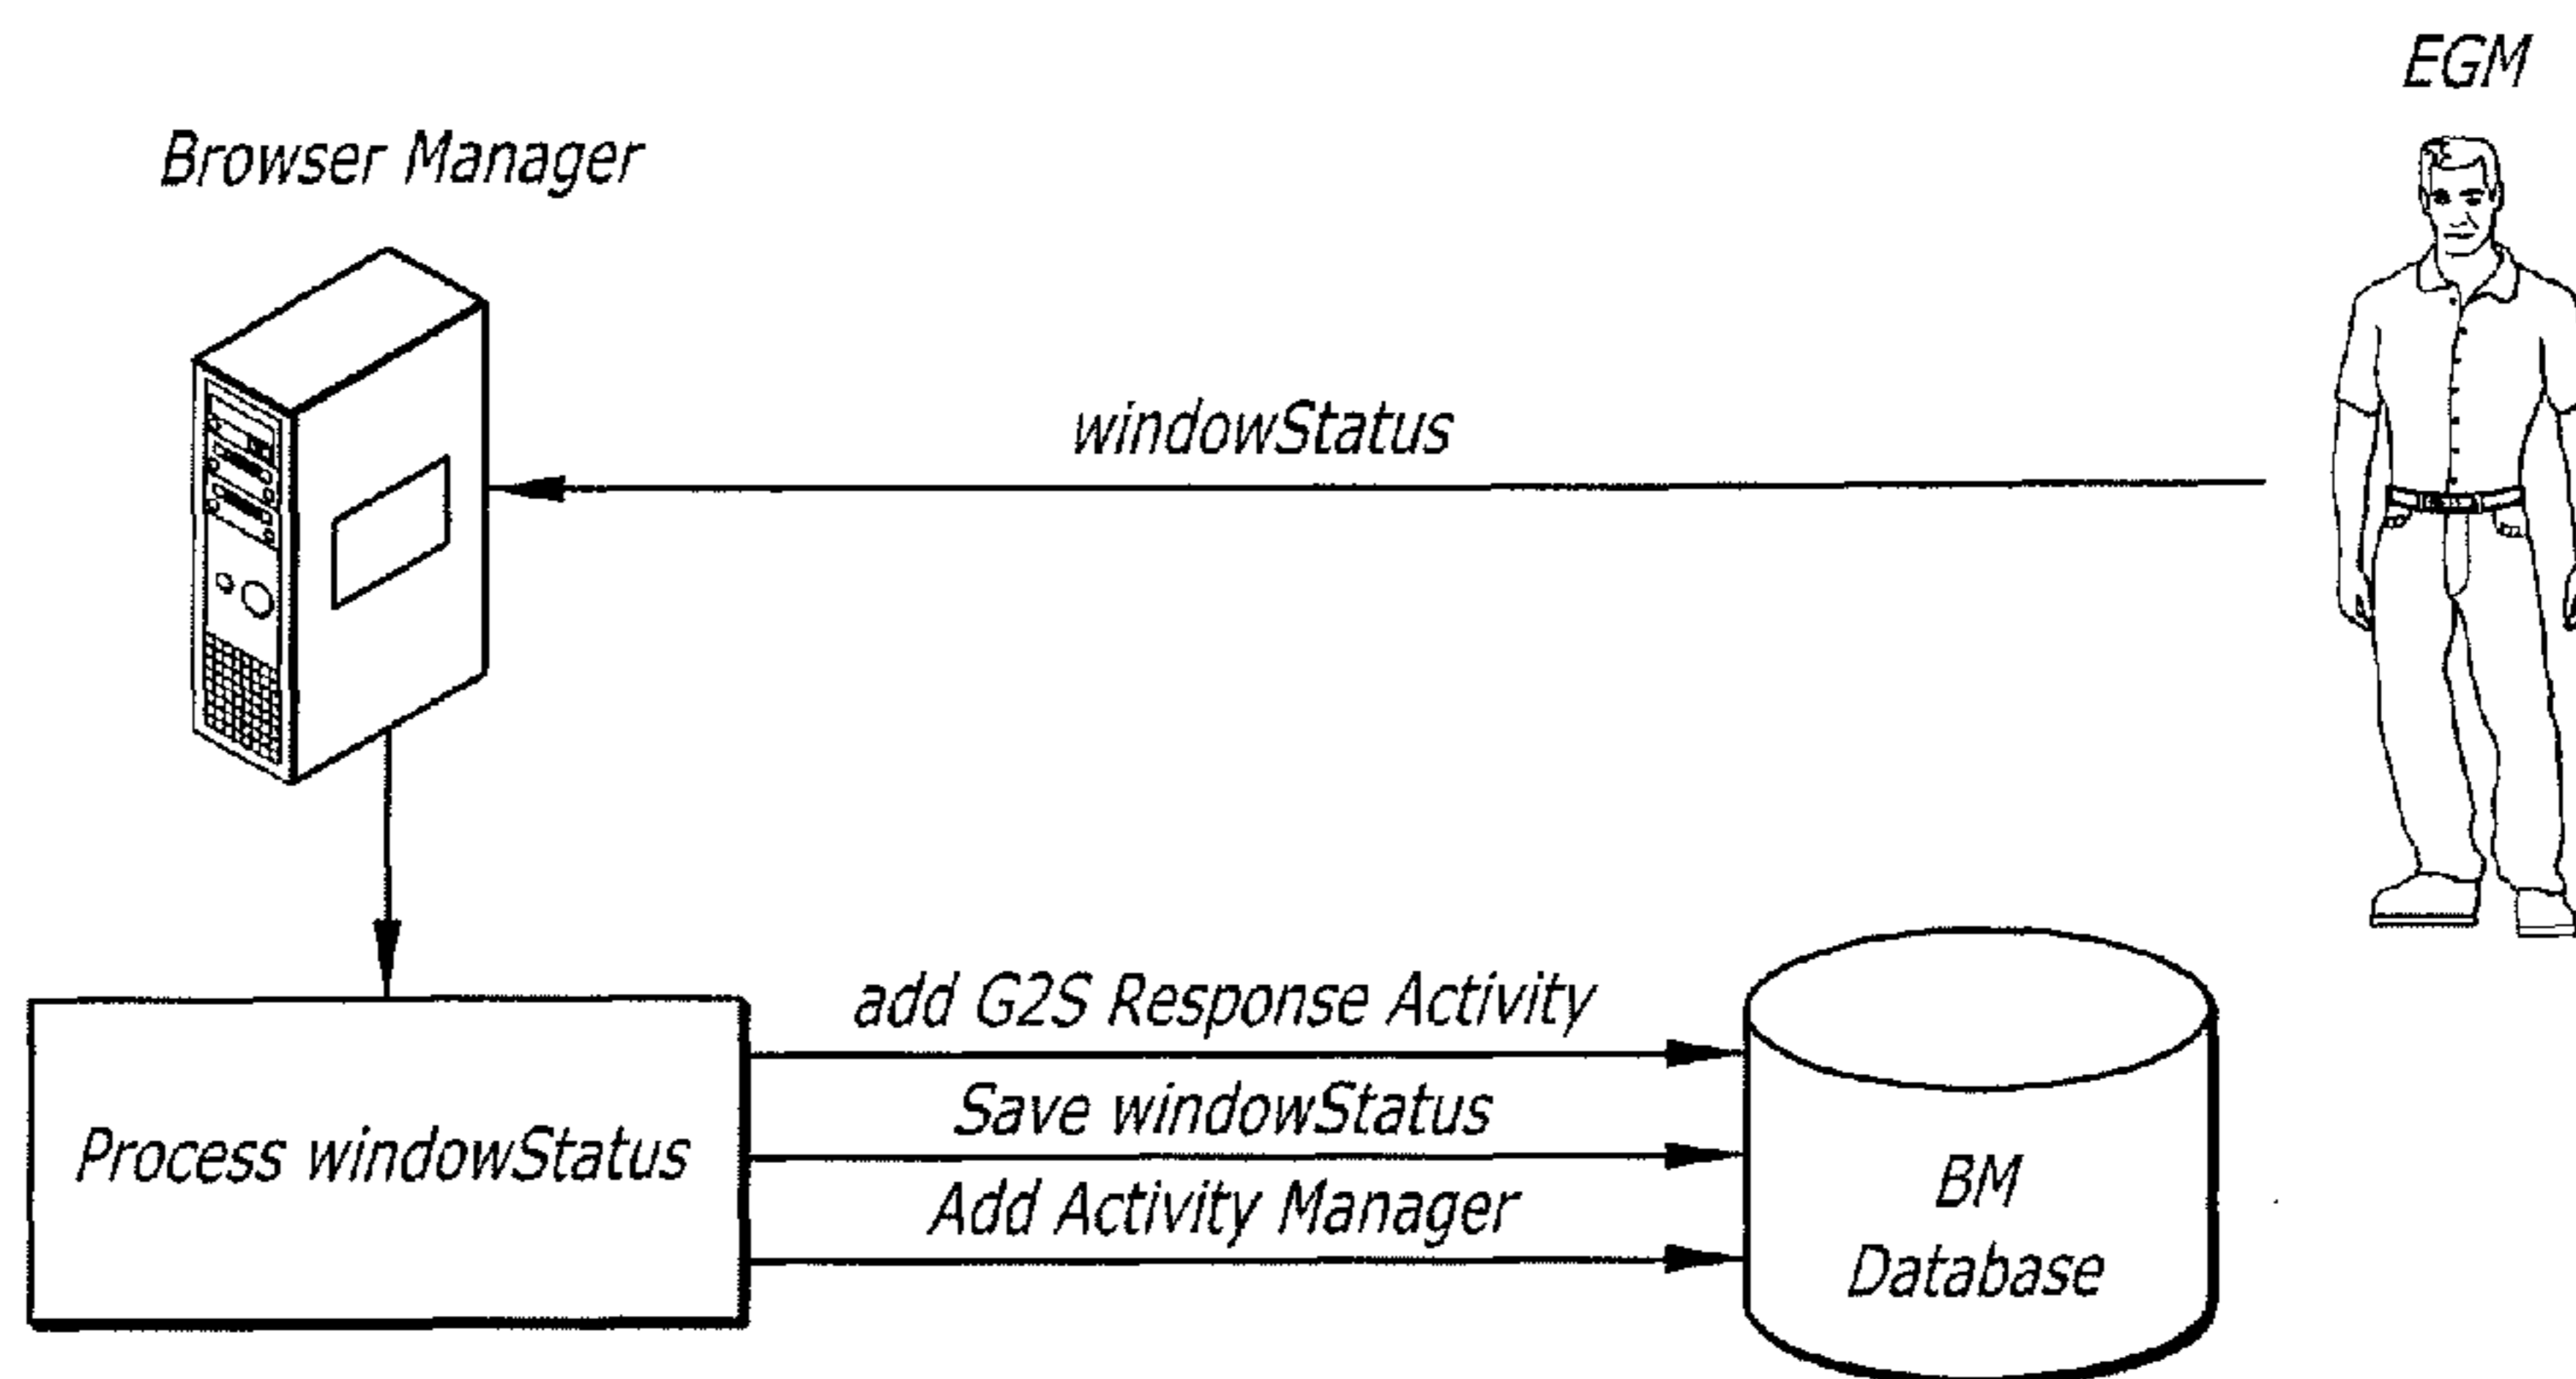 EGM
Browser Manager
windowStatus
add G2S Response Activity
Save windowStatus
Process windowStatus
Add Activity Manager
BM
Database